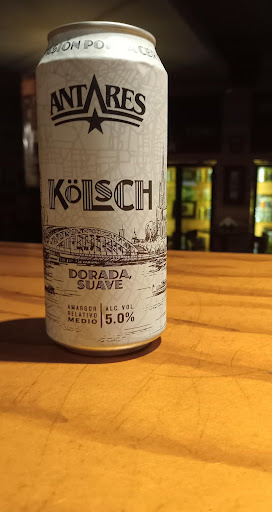 ANTARES
KÖLSCH
DORADA,
SUAVE
AMARGOR
RELATIVO
MEDIO
ALC. VOL.
5.0%